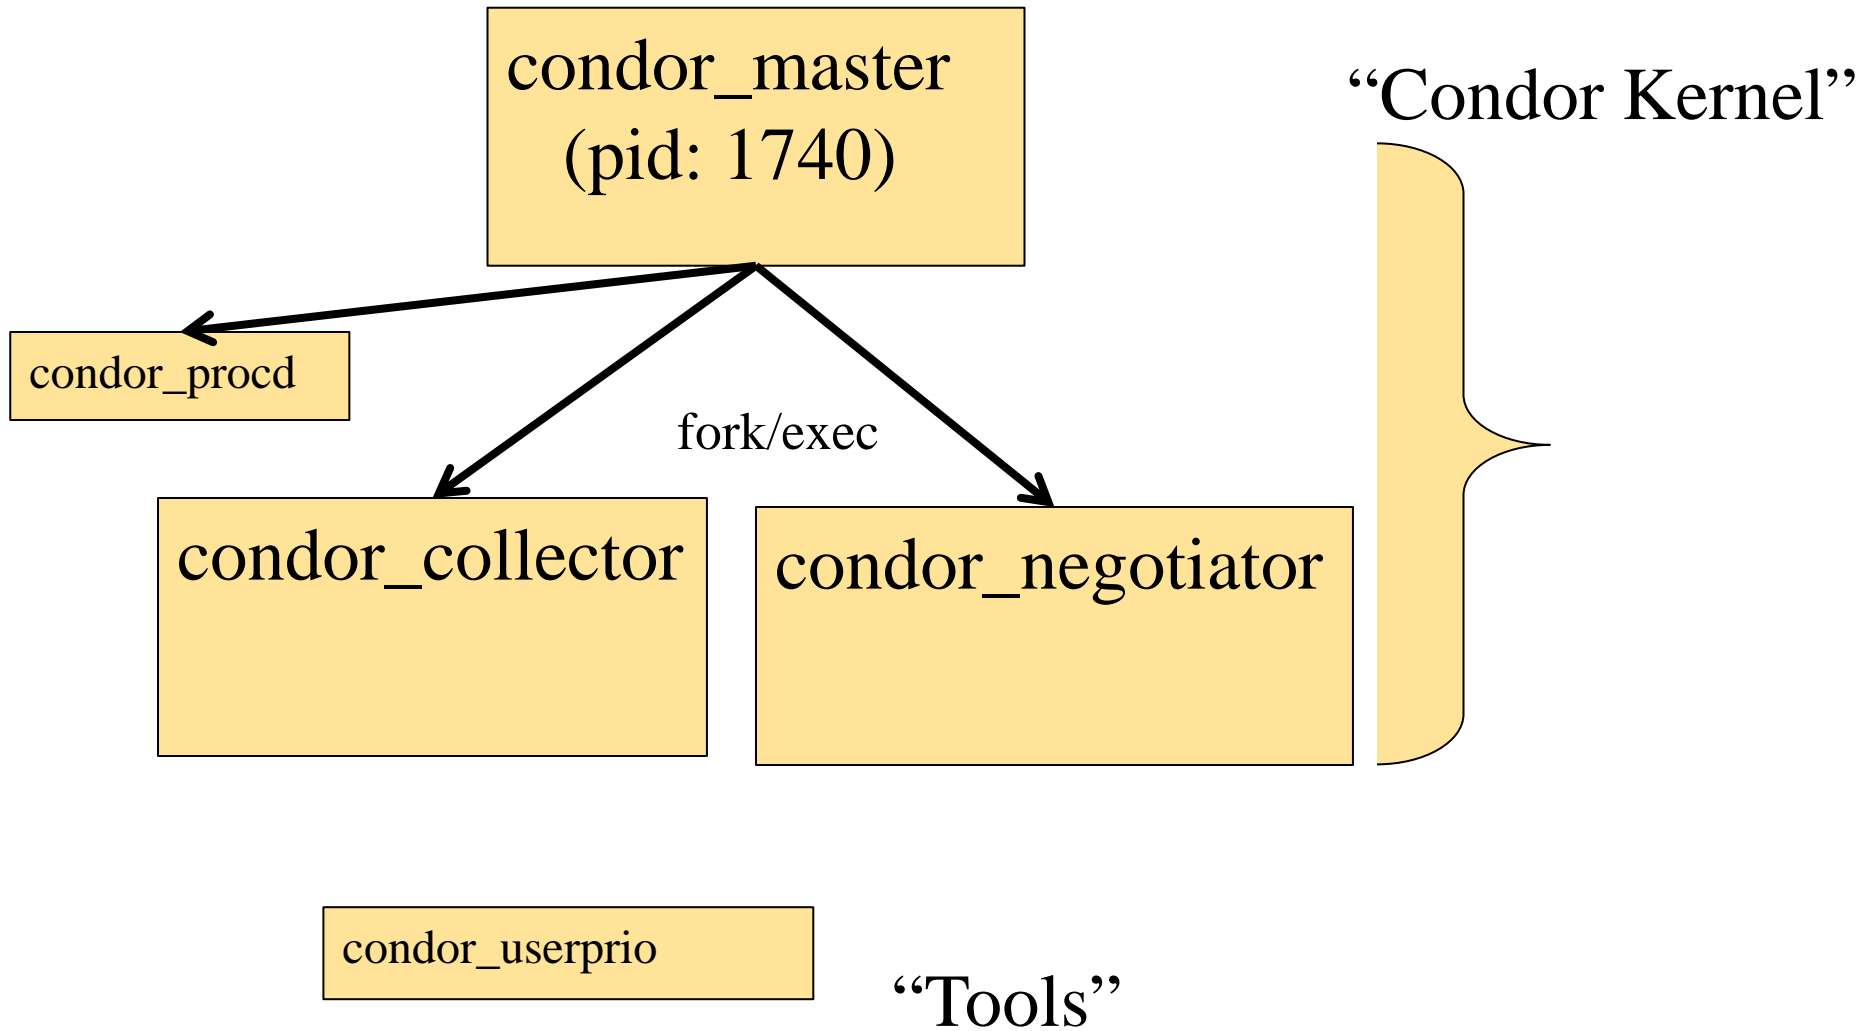 condor_master
(pid: 1740)
“Condor Kernel”
condor_procd
fork/exec
condor_collector
condor_negotiator
condor_userprio
“Tools”